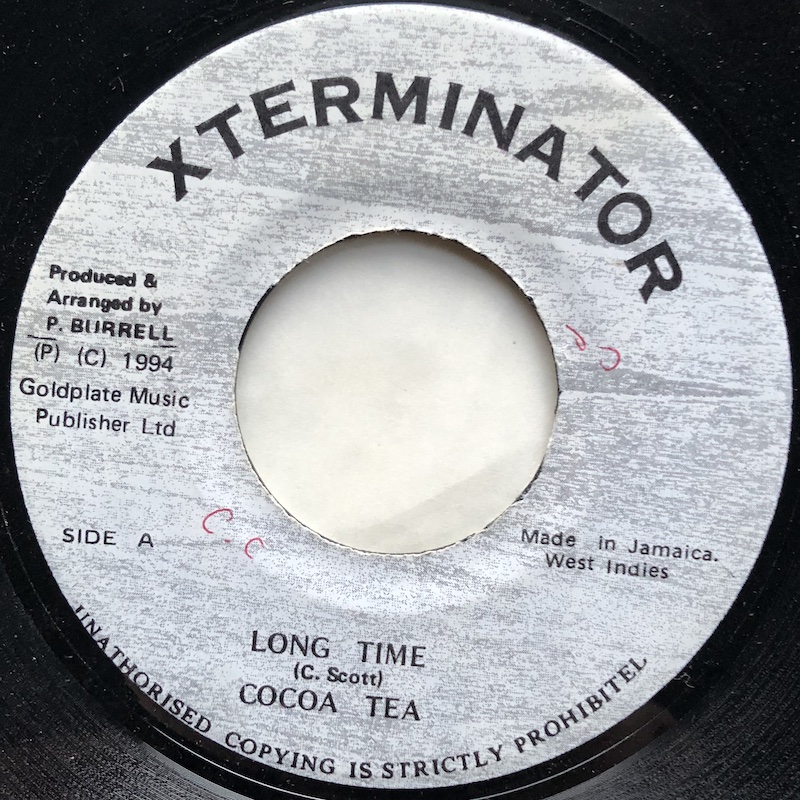 XTERMINATOR
Produced &
Arranged by
P. BURRELL
(P) (C) 1994
Goldplate Music
Publisher Ltd
SIDE A
Made in Jamaica.
West Indies
LONG TIME
(C. Scott)
COCOA TEA
UNATHORISED COPYING IS STRICTLY PROHIBITED